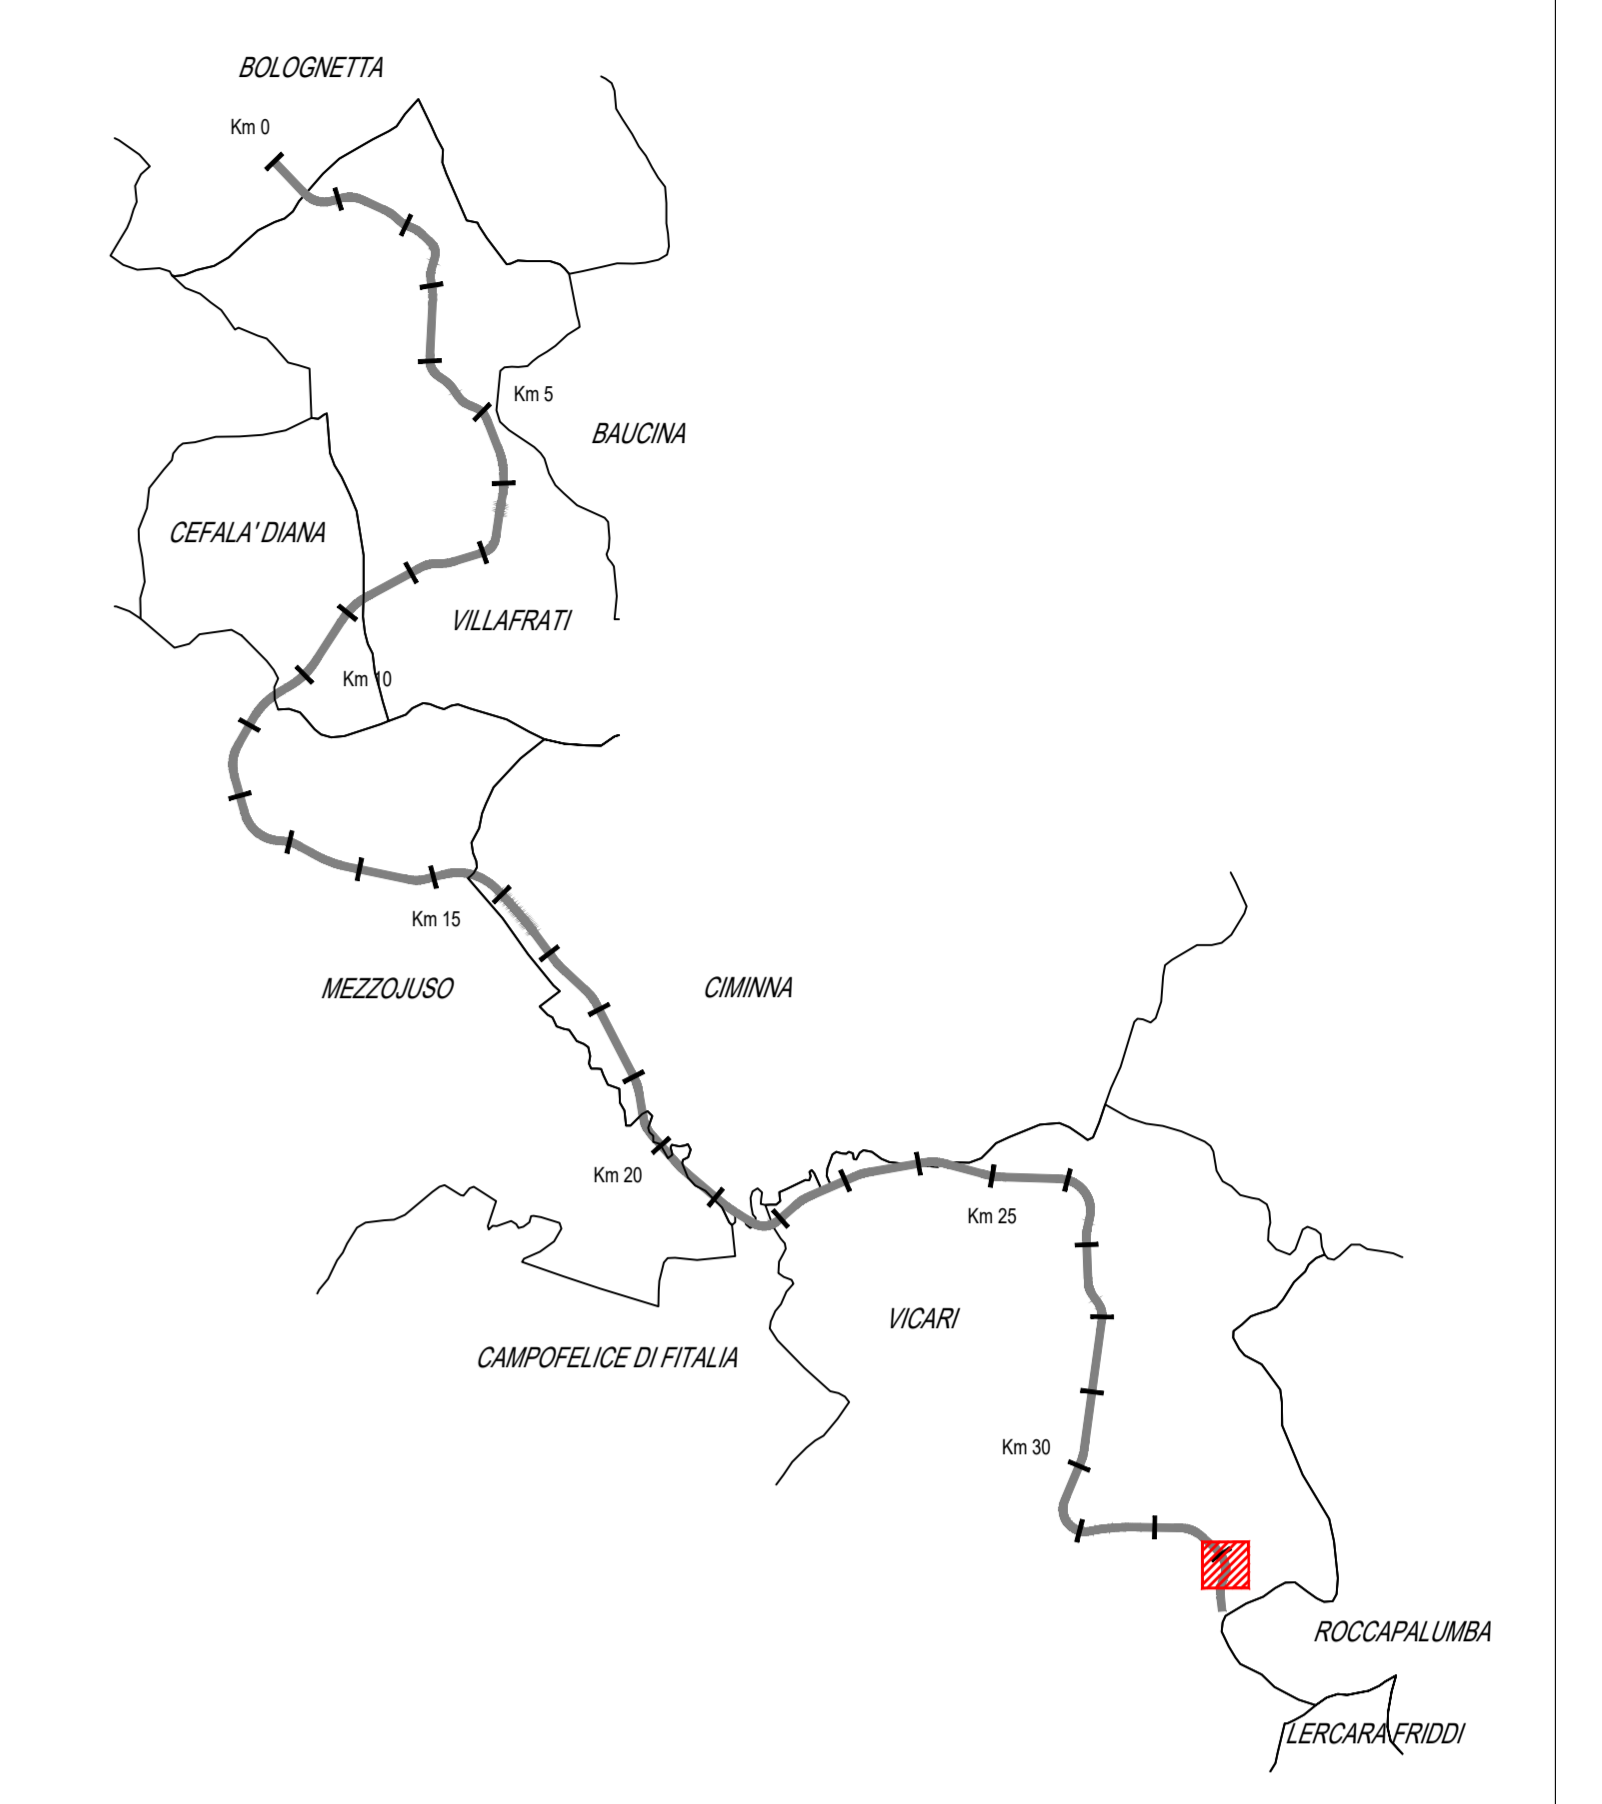 BOLOGNETTA
Km 0
Km 5
BAUCINA
CEFALA' DIANA
VILLAFRATI
Km 10
Km 15
MEZZOJUSO
CIMINNA
Km 20
Km 25
VICARI
CAMPOFELICE DI FITALIA
Km 30
ROCCAPALUMBA
LERCARA FRIDDI